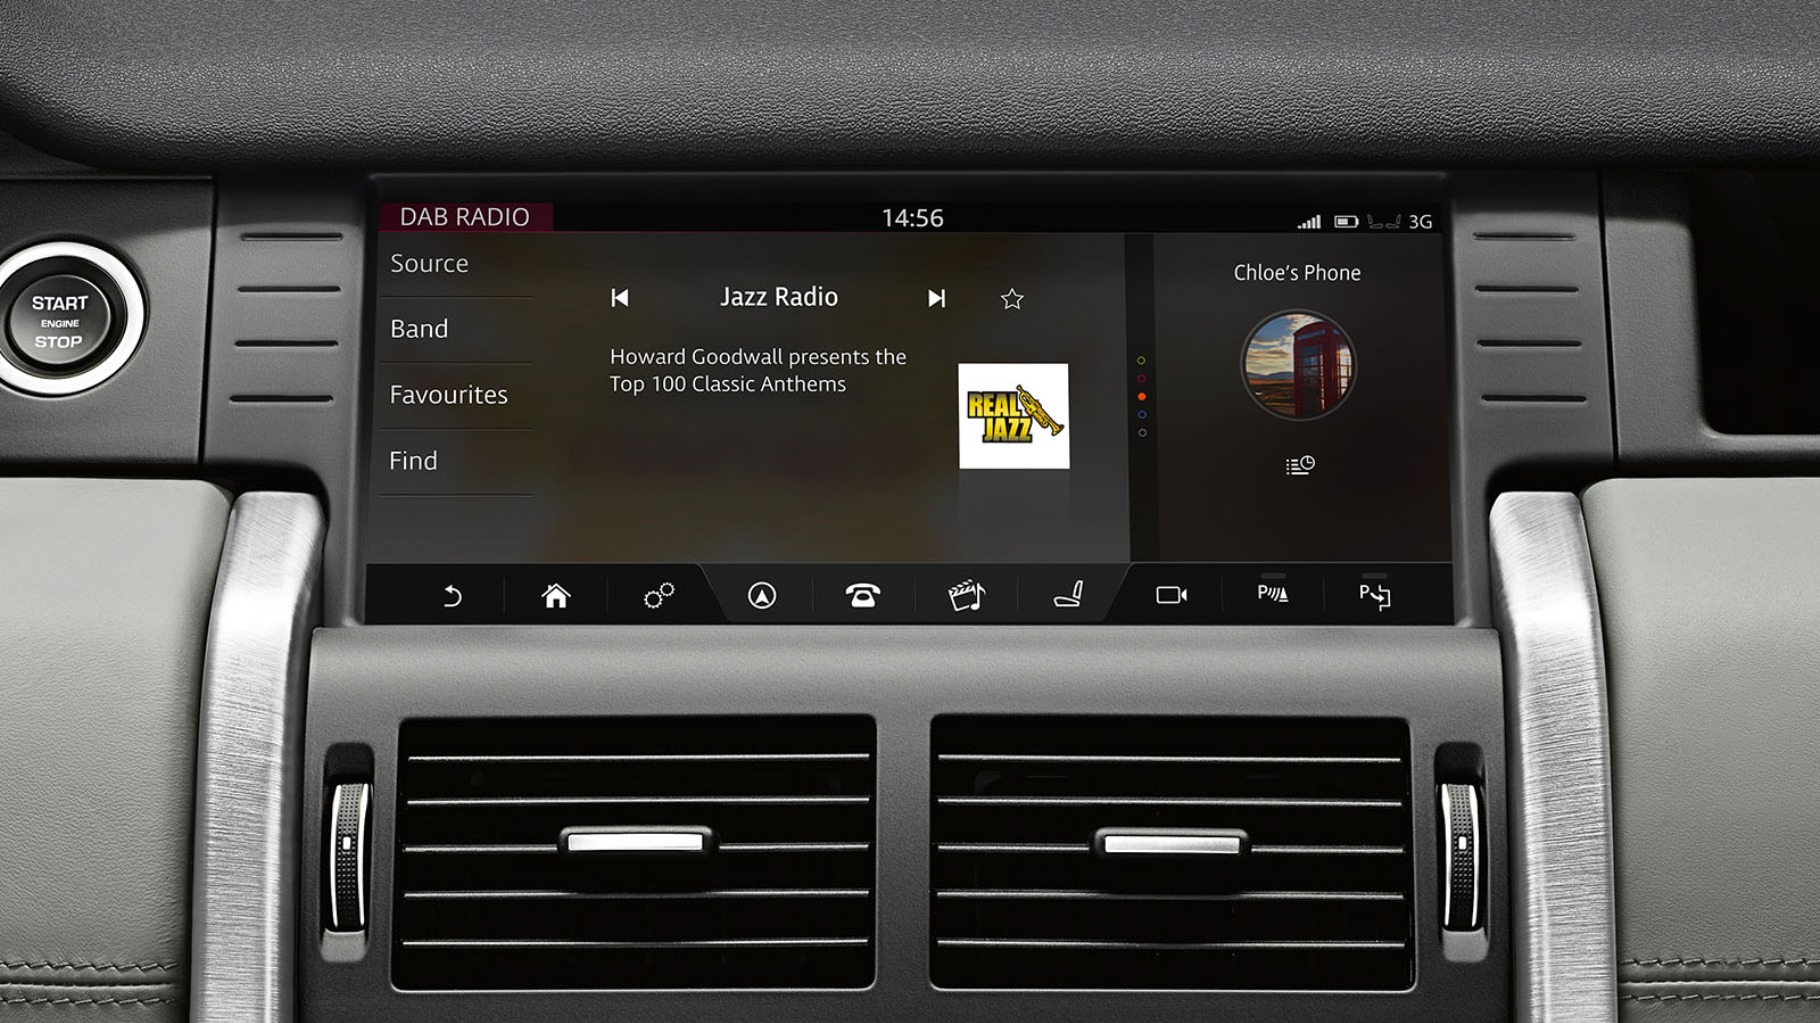 DAB RADIO
14:56
3G
START
ENGINE
STOP
Source
Band
Favourites
Find
Jazz Radio
Howard Goodwall presents the
Top 100 Classic Anthems
REAL
JAZZ
Chloe's Phone
P
P